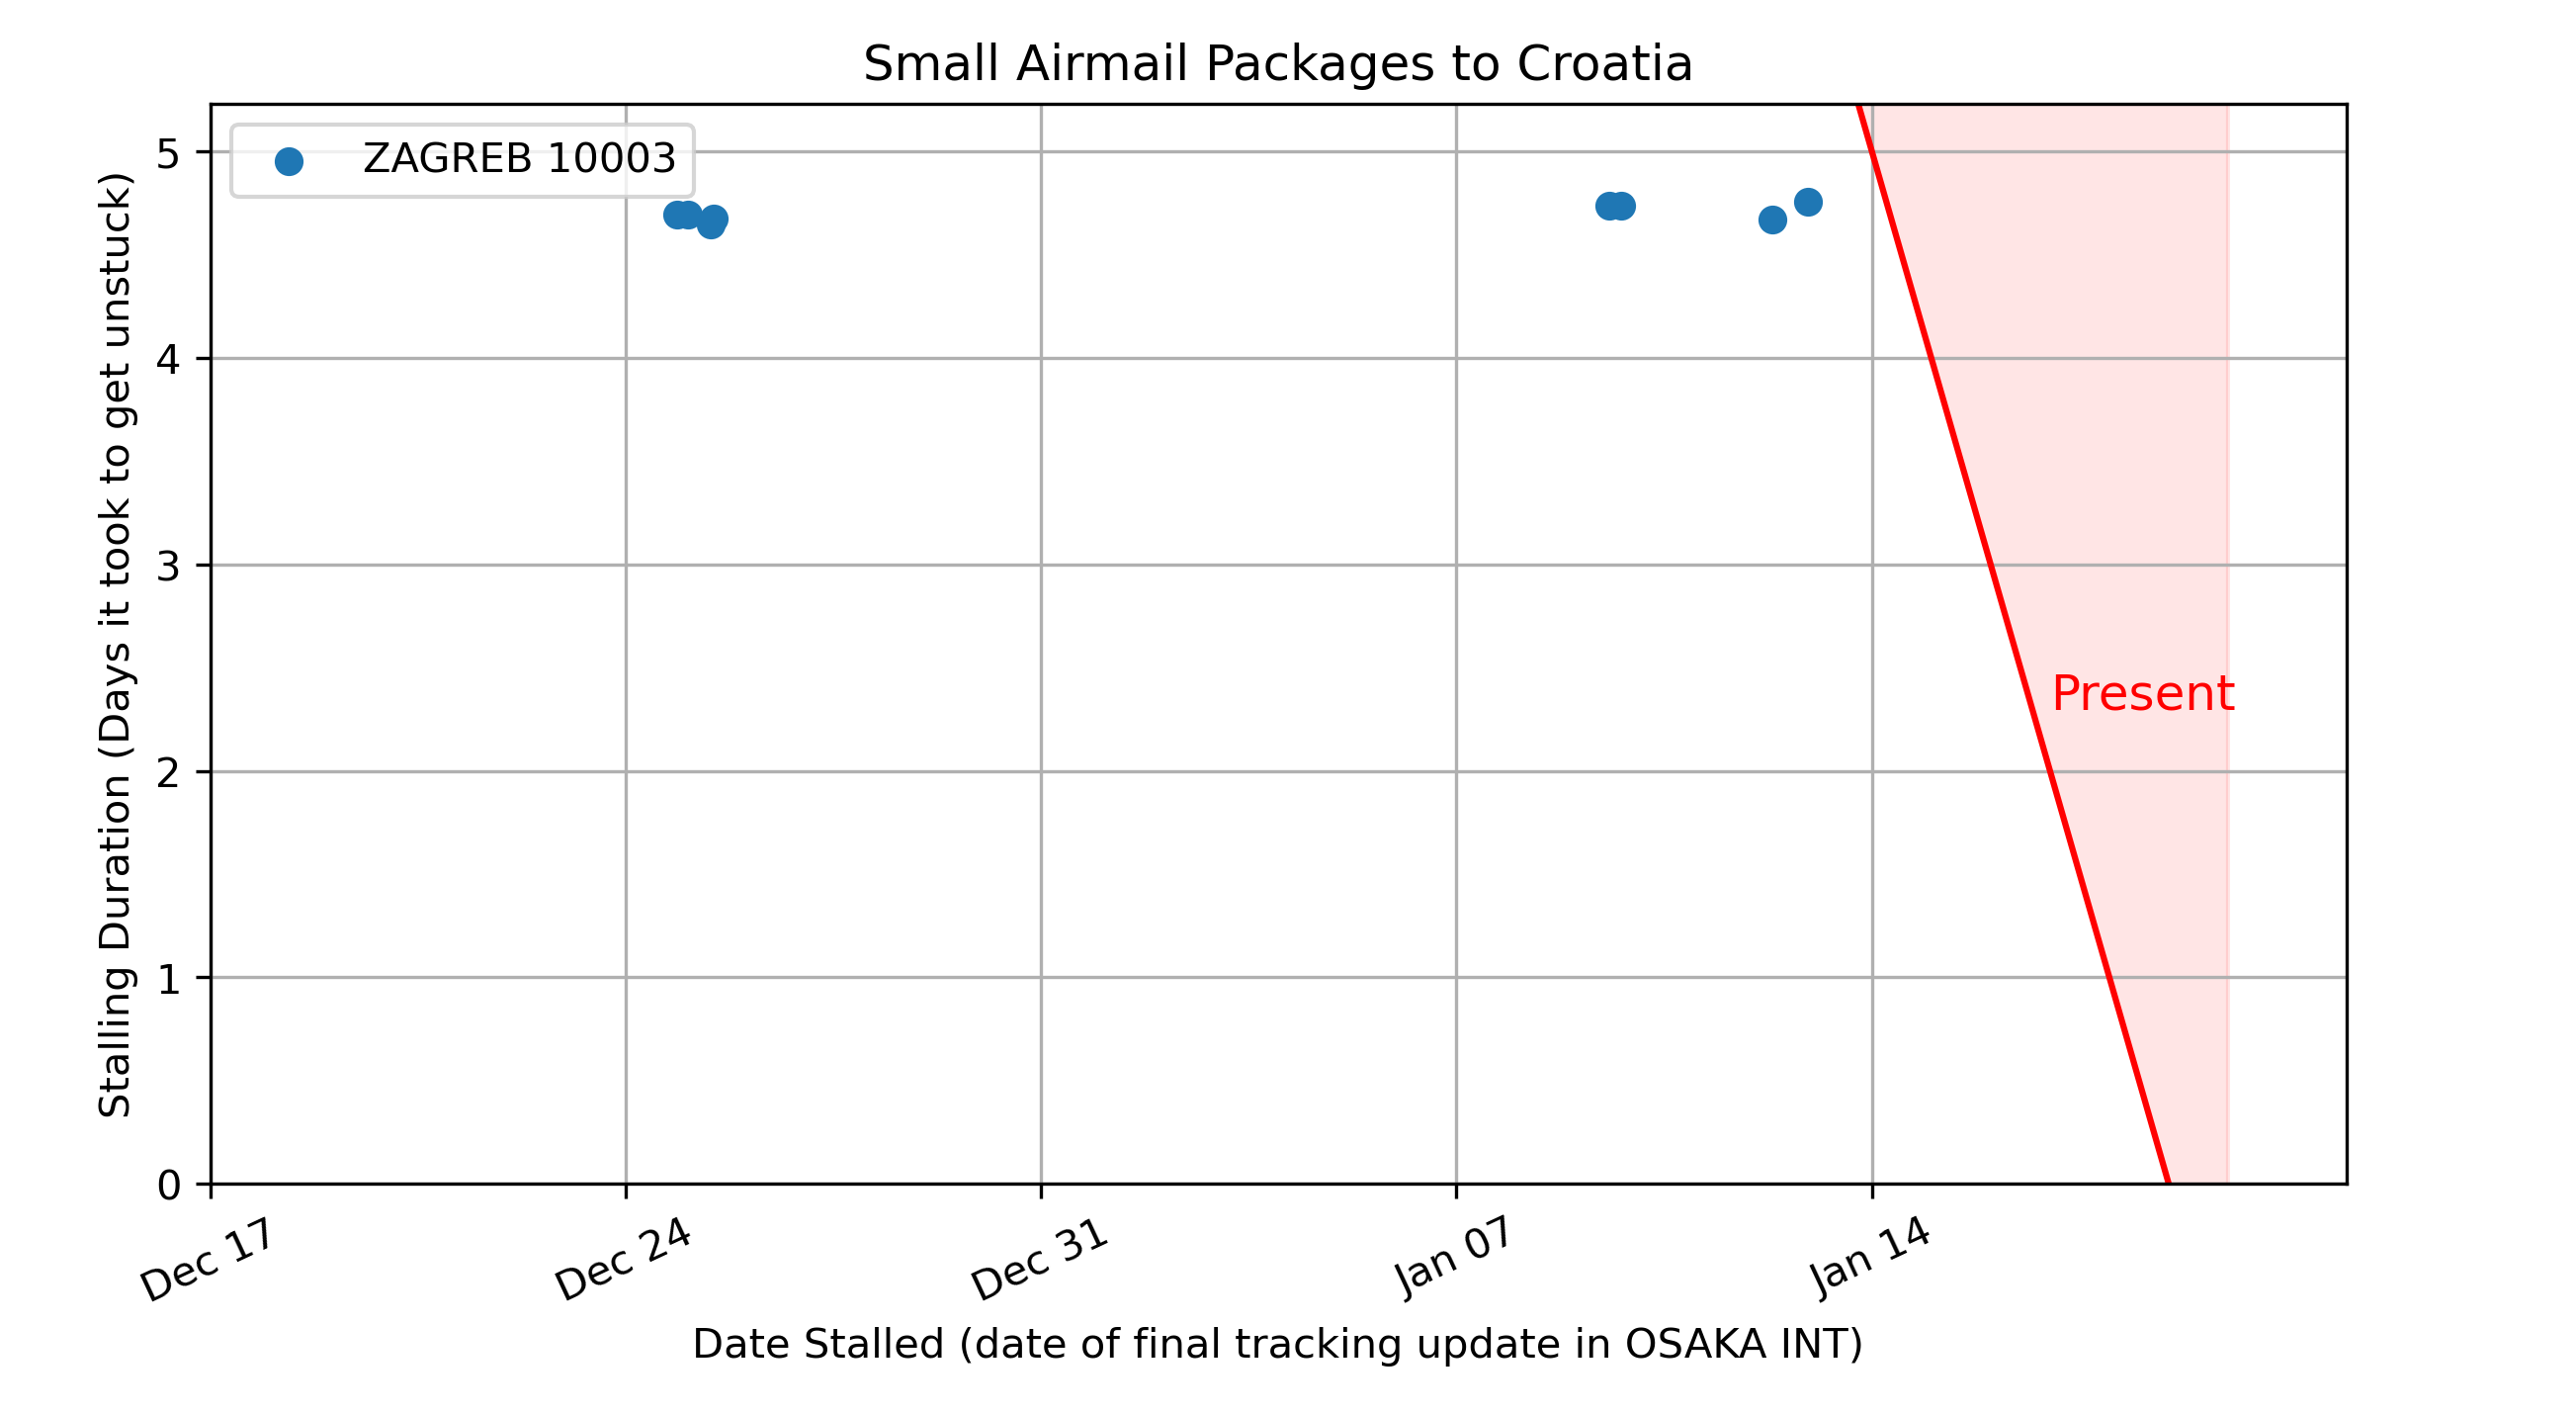 Small Airmail Packages to Croatia
ZAGREB 10003
Stalling Duration (Days it took to get unstuck)
5
4
3
2
1
0
Present
Dec 17
Dec 24
Dec 31
Jan 07
Jan 14
Date Stalled (date of final tracking update in OSAKA INT)